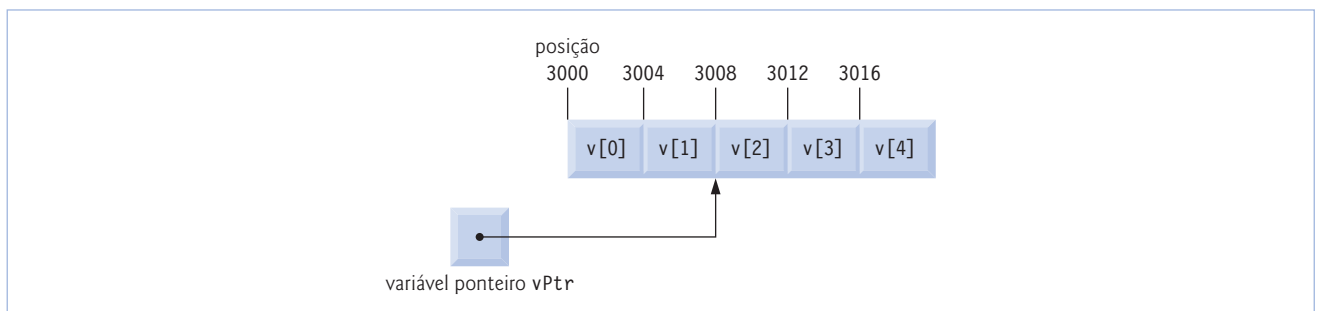 posição
3000 3004 3008 3012 3016
v[0] v[1] v[2] v[3] v[4]
variável ponteiro vPtr